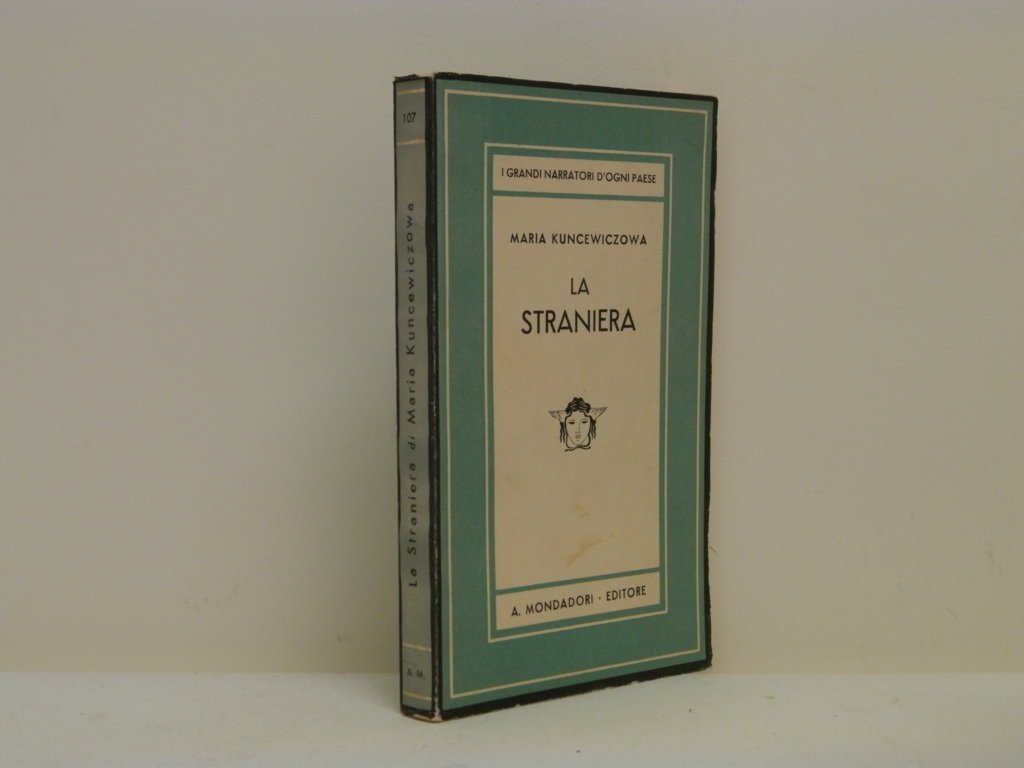 107
La Straniera di Maria Kuncewiczowa
A. M.
I GRANDI NARRATORI D'OGNI PAESE
MARIA KUNCEWICZOWA
LA
STRANIERA
A. MONDADORI · EDITORE